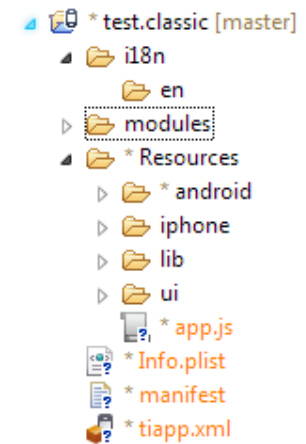 * test.classic [master]
i18n
en
modules
* Resources
* android
iphone
lib
ui
* app.js
* Info.plist
* manifest
* tiapp.xml